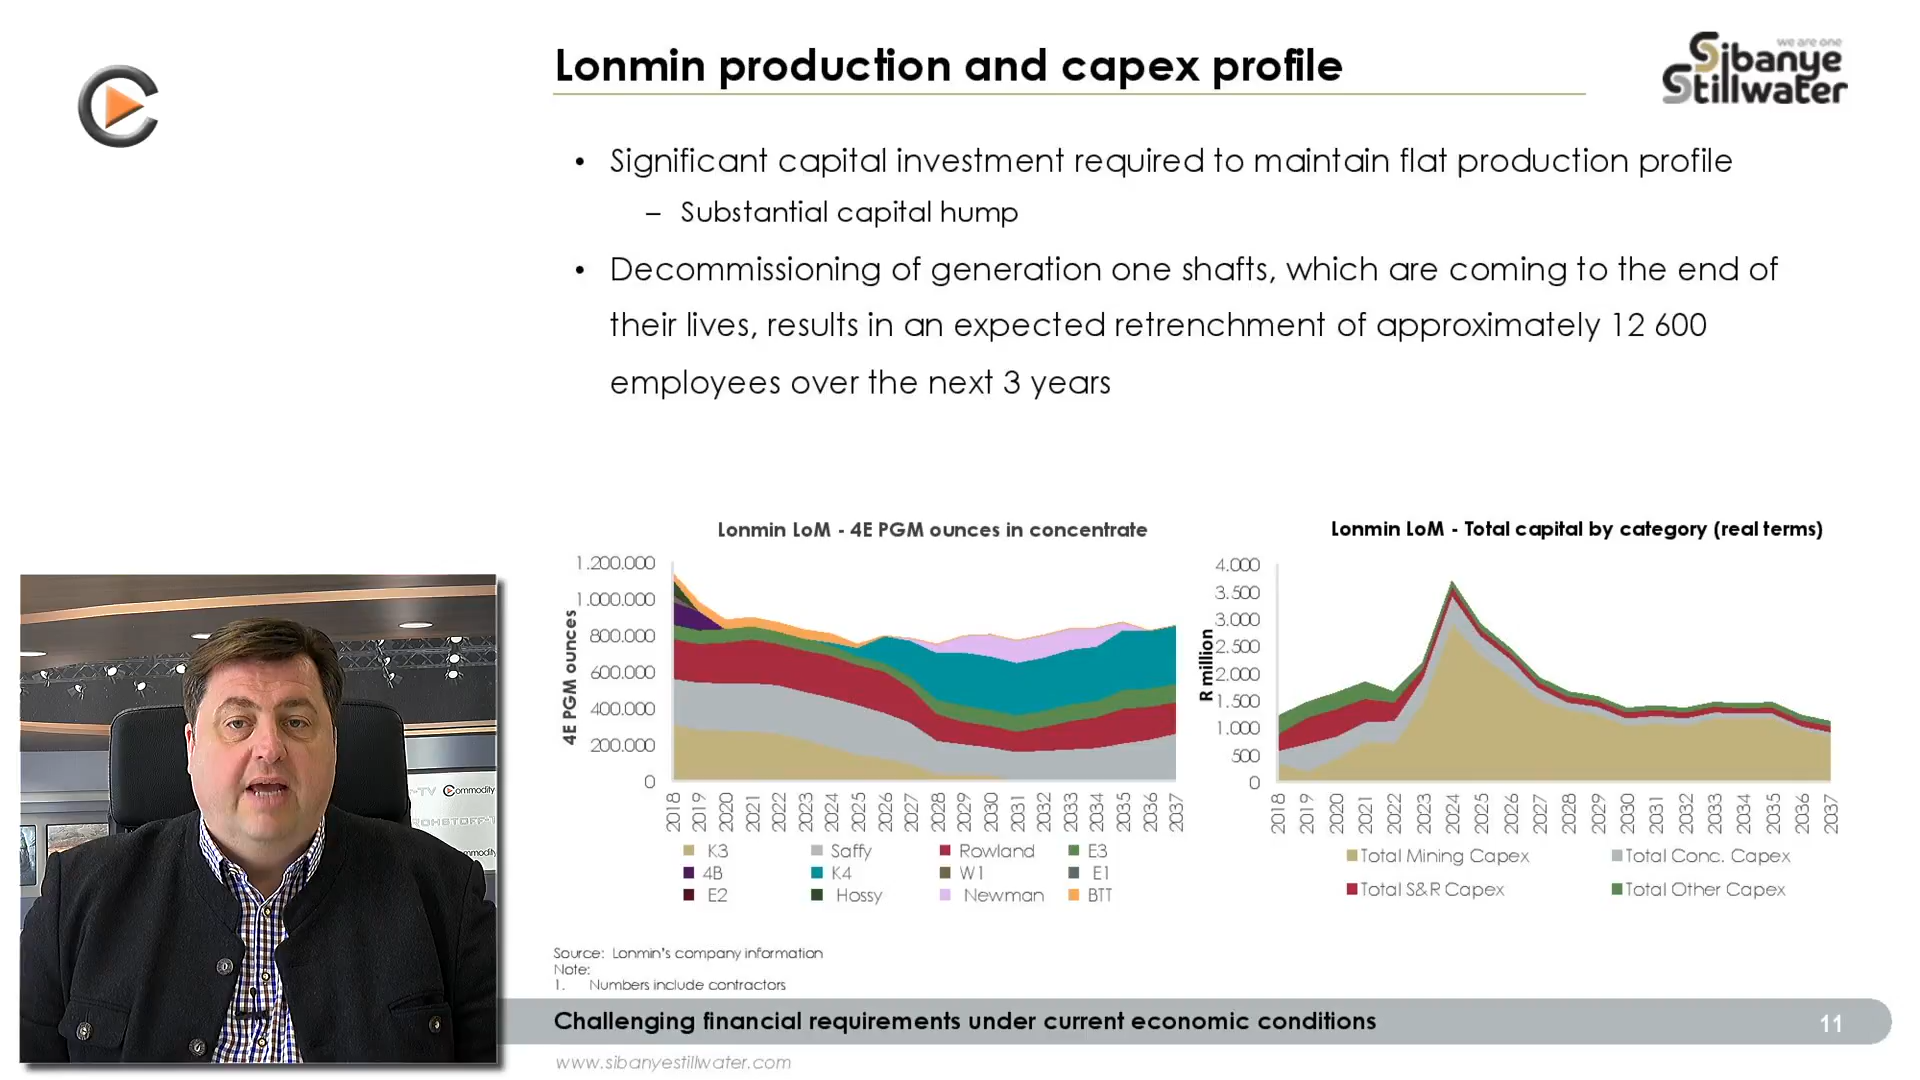 Lonmin production and capex profile
we are one
Sibanye
Stillwater
• Significant capital investment required to maintain flat production profile
– Substantial capital hump
• Decommissioning of generation one shafts, which are coming to the end of
their lives, results in an expected retrenchment of approximately 12 600
employees over the next 3 years
Lonmin LoM - 4E PGM ounces in concentrate
4E PGM ounces
1.200.000
1.000.000
800.000
600.000
400.000
200.000
0
2018 2019 2020 2021 2022 2023 2024 2025 2026 2027 2028 2029 2030 2031 2032 2033 2034 2035 2036 2037
K3 Saffy Rowland E3
4B K4 W1 E1
E2 Hossy Newman BTT
Lonmin LoM - Total capital by category (real terms)
R million
4.000
3.500
3.000
2.500
2.000
1.500
1.000
500
0
2018 2019 2020 2021 2022 2023 2024 2025 2026 2027 2028 2029 2030 2031 2032 2033 2034 2035 2036 2037
Total Mining Capex Total Conc. Capex
Total S&R Capex Total Other Capex
-TV Commodity
ROHSTOFF-T
Source: Lonmin's company information
Note:
1. Numbers include contractors
Challenging financial requirements under current economic conditions
11
www.sibanyestillwater.com